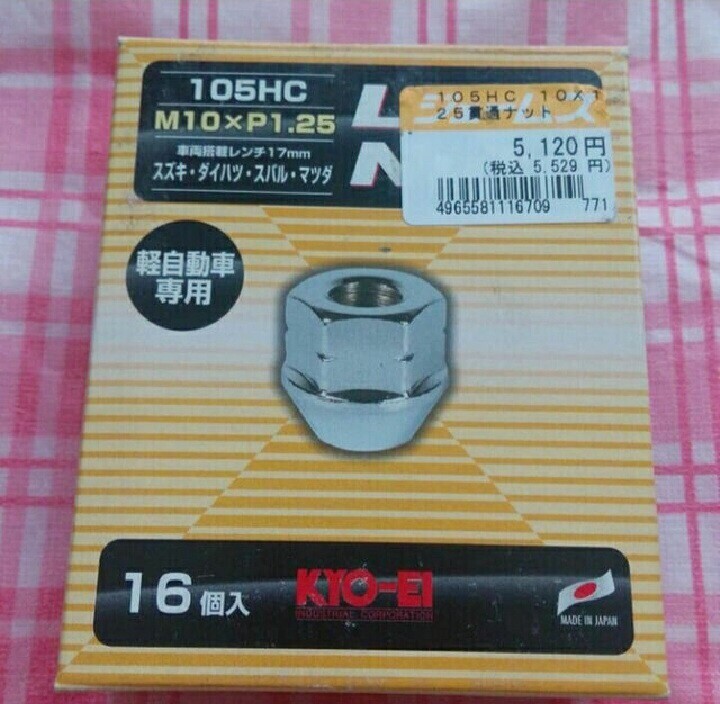 105HC
M10×P1.25
車両搭載レンチ17mm
スズキ・ダイハツ・スバル・マツダ
L
N
105HC 10X1
25貫通ナット
5,120円
(税込 5.529 円)
4965581116709 771
軽自動車
専用
16個入
KYO-EI
INDUSTRIAL CORPORATION
MADE IN JAPAN